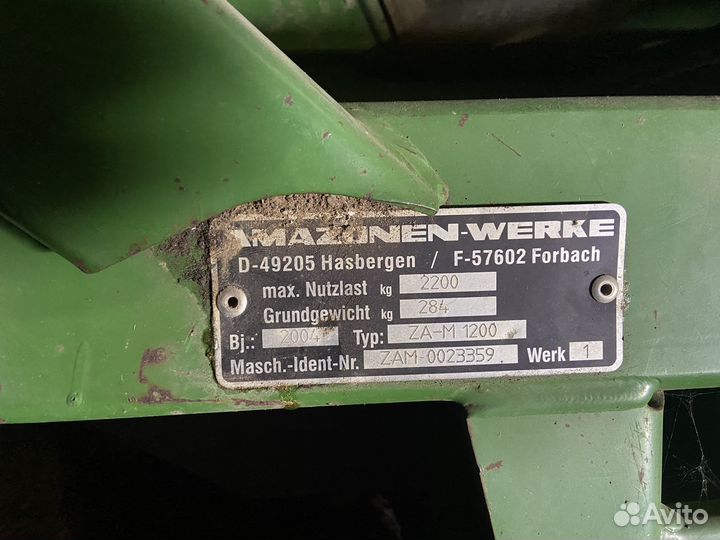 AMAZONEN-WERKE
D-49205 Hasbergen / F-57602 Forbach
max. Nutzlast kg 2200
Grundgewicht kg 284
Bj.: 2004 Typ: ZA-M 1200
Masch.-Ident-Nr. ZAM-0023359 Werk 1
Avito